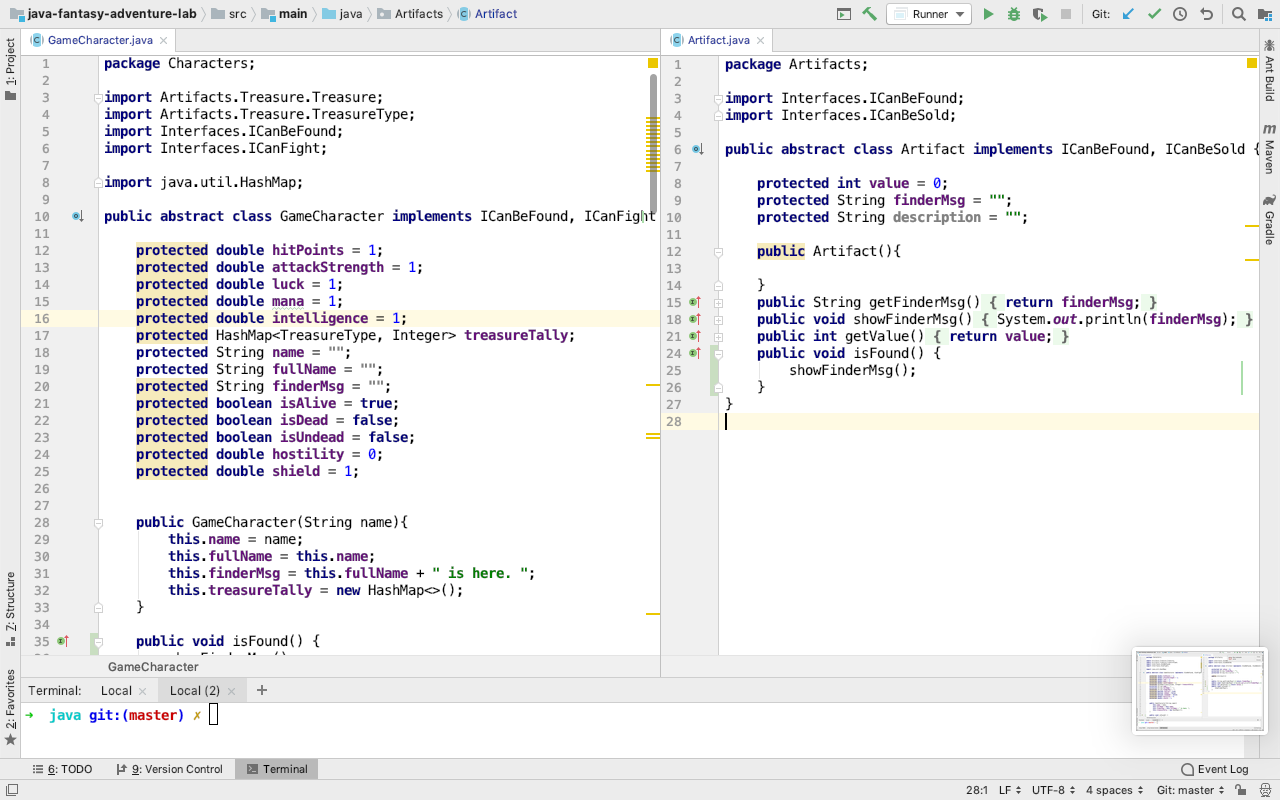 java-fantasy-adventure-lab src main java Artifacts Artifact Runner Git:
GameCharacter.java
1 package Characters;
2
3 import Artifacts.Treasure.Treasure;
4 import Artifacts.Treasure.TreasureType;
5 import Interfaces.ICanBeFound;
6 import Interfaces.ICanFight;
7
8 import java.util.HashMap;
9
10 public abstract class GameCharacter implements ICanBeFound, ICanFight
11
12 protected double hitPoints = 1;
13 protected double attackStrength = 1;
14 protected double luck = 1;
15 protected double mana = 1;
16 protected double intelligence = 1;
17 protected HashMap<TreasureType, Integer> treasureTally;
18 protected String name = "";
19 protected String fullName = "";
20 protected String finderMsg = "";
21 protected boolean isAlive = true;
22 protected boolean isDead = false;
23 protected boolean isUndead = false;
24 protected double hostility = 0;
25 protected double shield = 1;
26
27
28 public GameCharacter(String name){
29 this.name = name;
30 this.fullName = this.name;
31 this.finderMsg = this.fullName + " is here. ";
32 this.treasureTally = new HashMap<>();
33 }
34
35 public void isFound() {
GameCharacter
Artifact.java
1 package Artifacts;
2
3 import Interfaces.ICanBeFound;
4 import Interfaces.ICanBeSold;
5
6 public abstract class Artifact implements ICanBeFound, ICanBeSold {
7
8 protected int value = 0;
9 protected String finderMsg = "";
10 protected String description = "";
11
12 public Artifact(){
13
14 }
15 public String getFinderMsg() { return finderMsg; }
18 public void showFinderMsg() { System.out.println(finderMsg); }
21 public int getValue() { return value; }
24 public void isFound() {
25 showFinderMsg();
26 }
27 }
28
1: Project
Z: Structure
2: Favorites
Ant Build
m Maven
Gradle
Terminal: Local Local (2) +
➜ java git:(master) ✗
6: TODO 9: Version Control Terminal Event Log
28:1 LF UTF-8 4 spaces Git: master